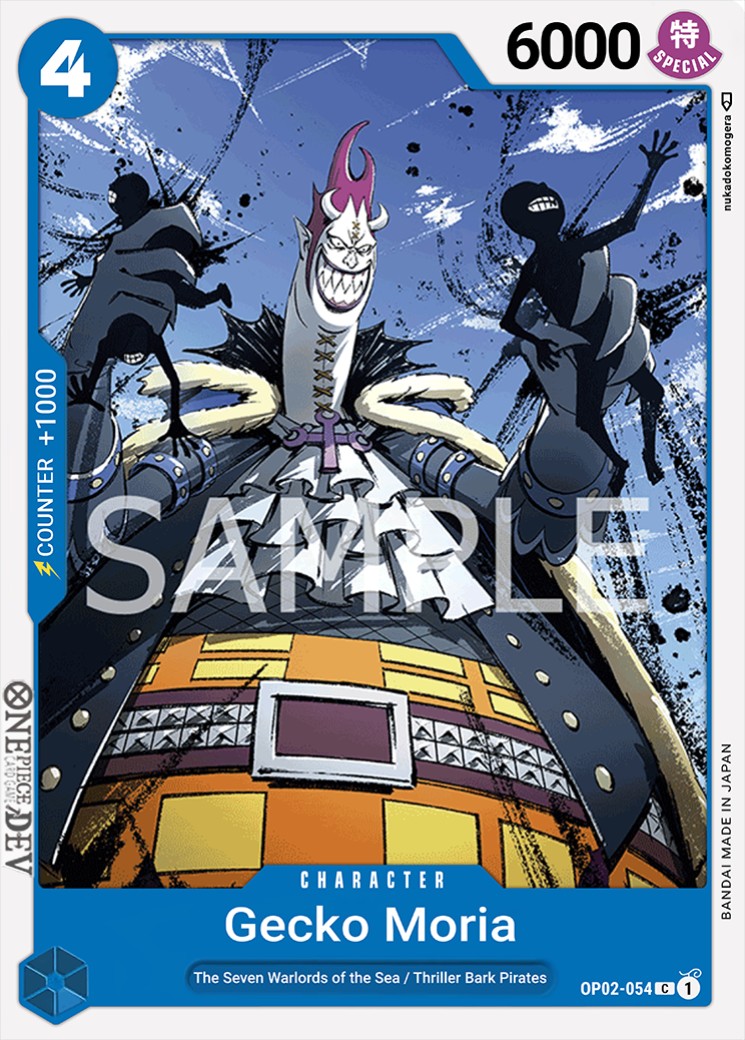 4
6000
特
SPECIAL
nukadokomogera
COUNTER +1000
SAMPLE
ONE PIECE
CARD GAME
DEV
BANDAI MADE IN JAPAN
CHARACTER
Gecko Moria
The Seven Warlords of the Sea / Thriller Bark Pirates
OP02-054 C 1